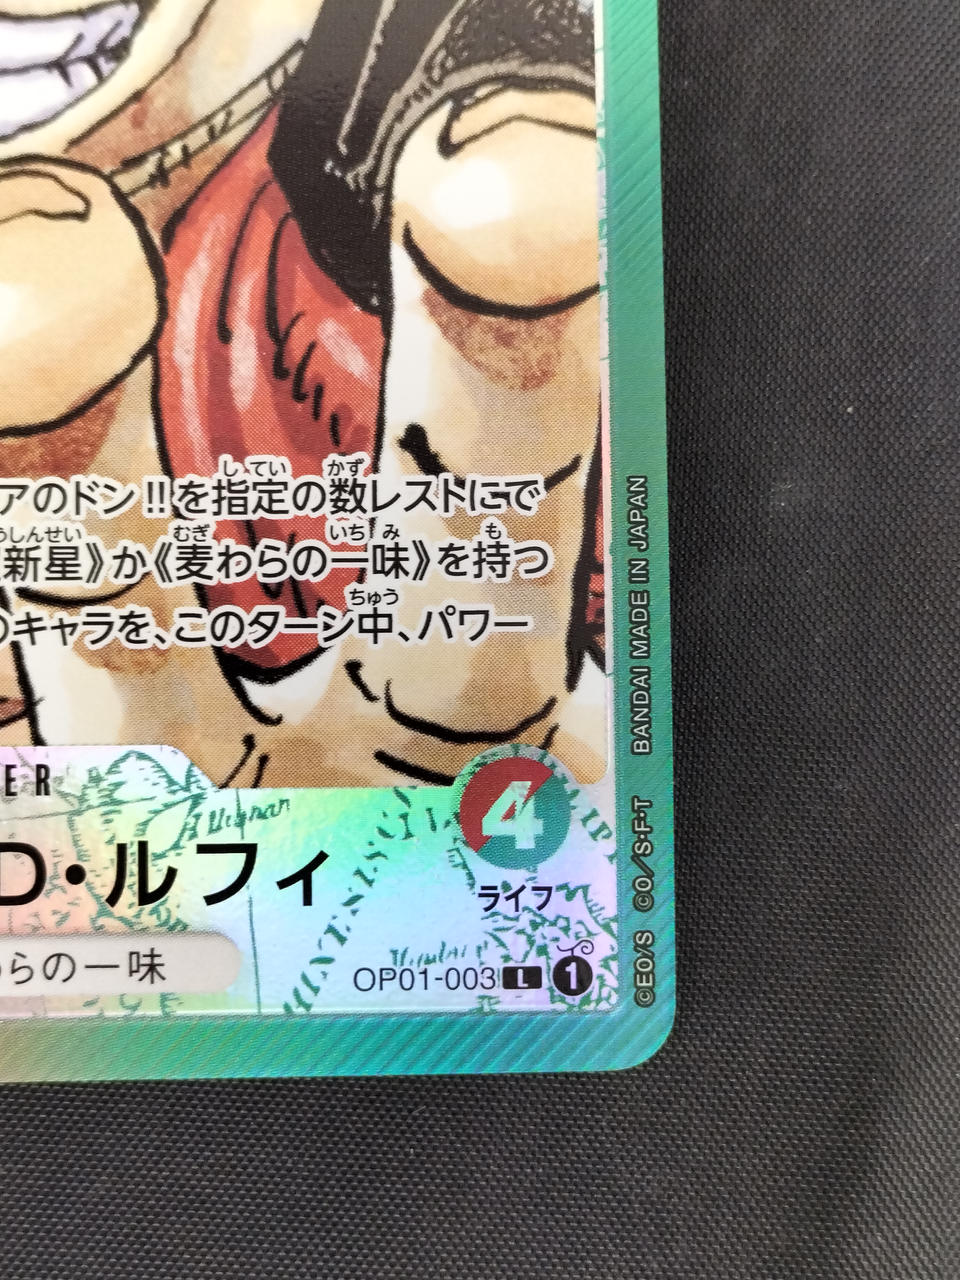 アのドン!!を指定の数レストにで
新星》か《麦わらの一味》を持つ
のキャラを、このターン中、パワー
ER
4
D・ルフィ
ライフ
らの一味
OP01-003 L 1
BANDAI MADE IN JAPAN
©EO/S CO/S・F・T